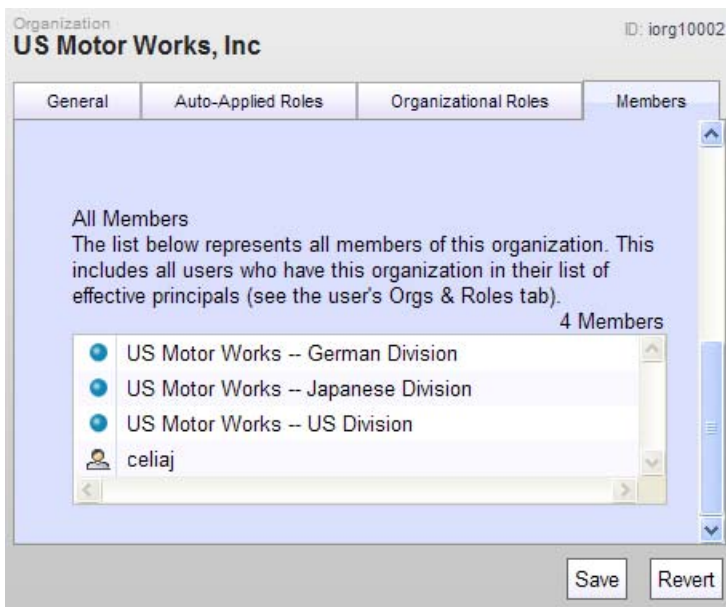 Organization
US Motor Works, Inc
ID: iorg10002
General
Auto-Applied Roles
Organizational Roles
Members
All Members
The list below represents all members of this organization. This
includes all users who have this organization in their list of
effective principals (see the user's Orgs & Roles tab).
4 Members
US Motor Works -- German Division
US Motor Works -- Japanese Division
US Motor Works -- US Division
celiaj
Save
Revert